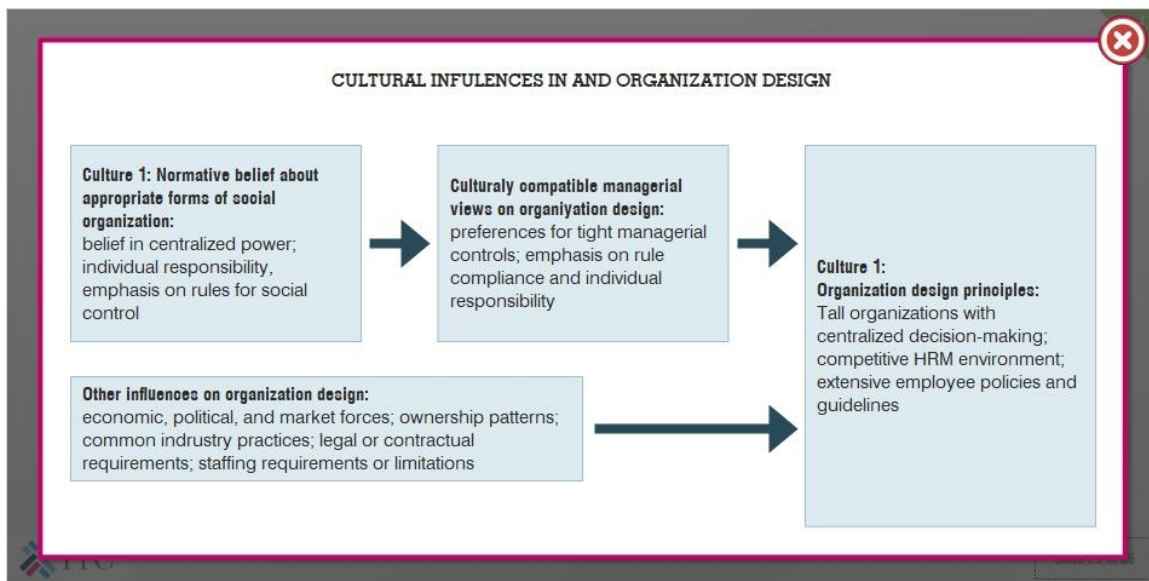 CULTURAL INFULENCES IN AND ORGANIZATION DESIGN
Culture 1: Normative belief about
appropriate forms of social
organization:
belief in centralized power;
individual responsibility,
emphasis on rules for social
control
Culturaly compatible managerial
views on organiyation design:
preferences for tight managerial
controls; emphasis on rule
compliance and individual
responsibility
Culture 1:
Organization design principles:
Tall organizations with
centralized decision-making;
competitive HRM environment;
extensive employee policies and
guidelines
Other influences on organization design:
economic, political, and market forces; ownership patterns;
common indrustry practices; legal or contractual
requirements; staffing requirements or limitations